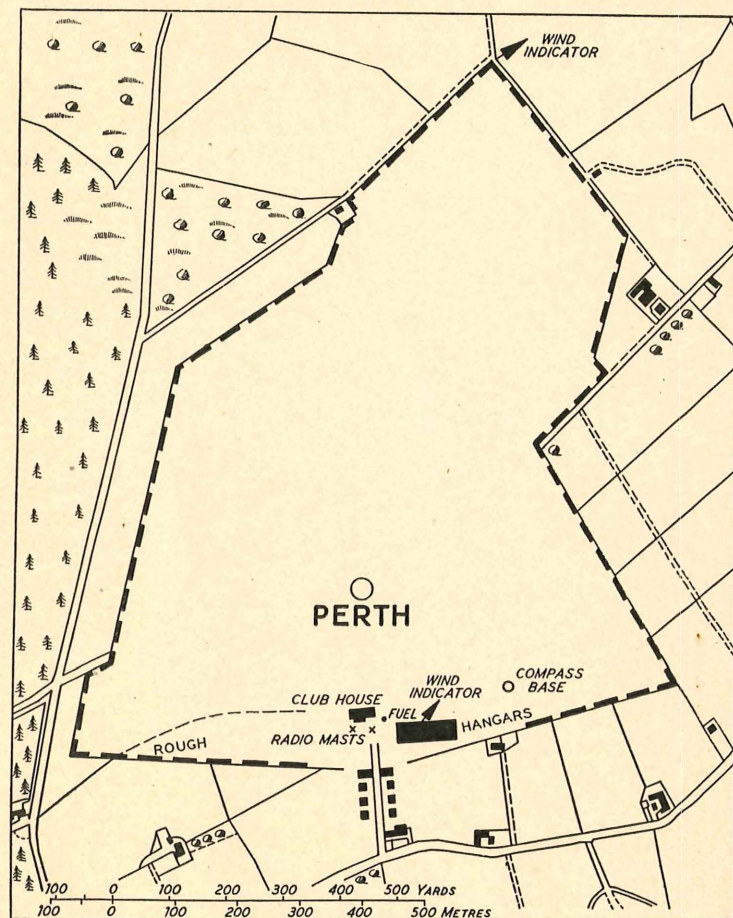 WIND
INDICATOR
PERTH
COMPASS
BASE
WIND
INDICATOR
CLUB HOUSE
FUEL
HANGARS
RADIO MASTS
ROUGH
100 0 100 200 300 400 500 YARDS
100 0 100 200 300 400 500 METRES